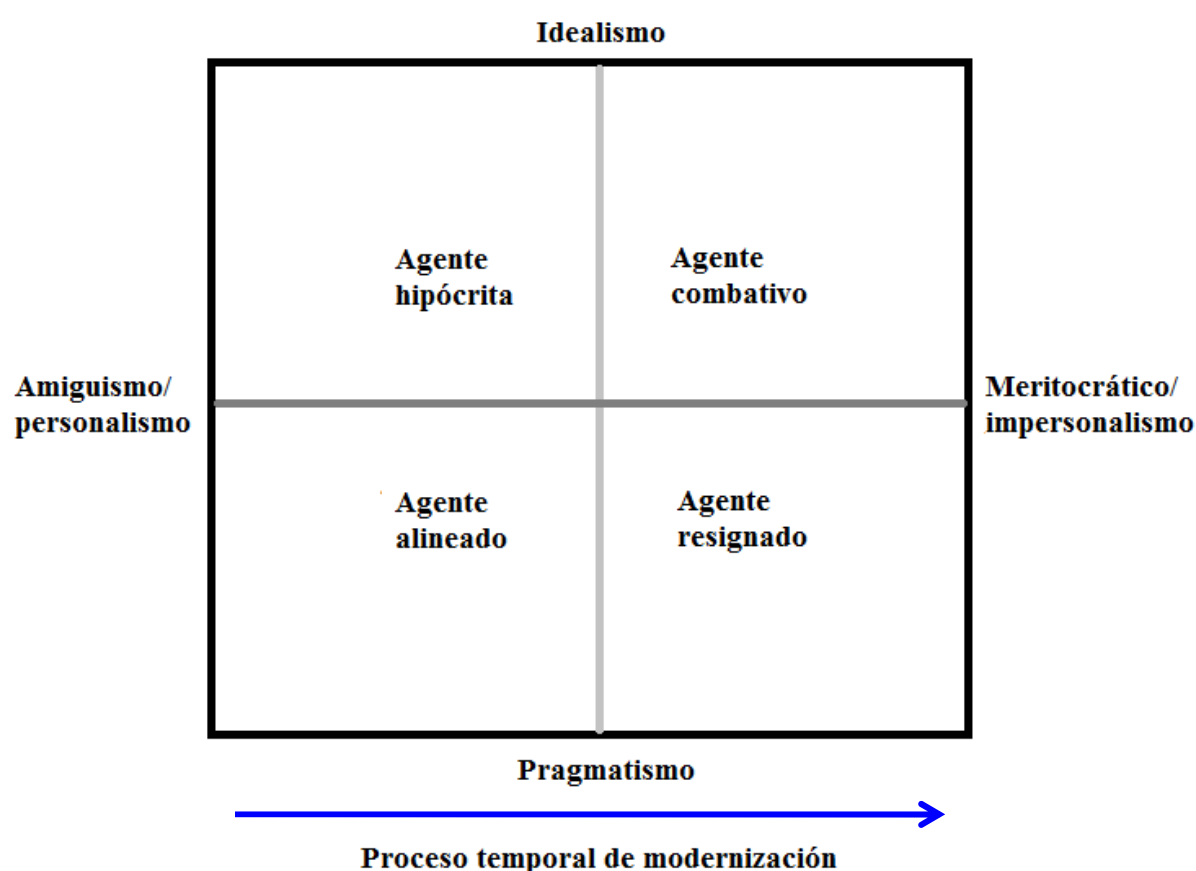 Idealismo
Agente
hipócrita
Agente
combativo
Amiguismo/
personalismo
Meritocrático/
impersonalismo
Agente
alineado
Agente
resignado
Pragmatismo
Proceso temporal de modernización